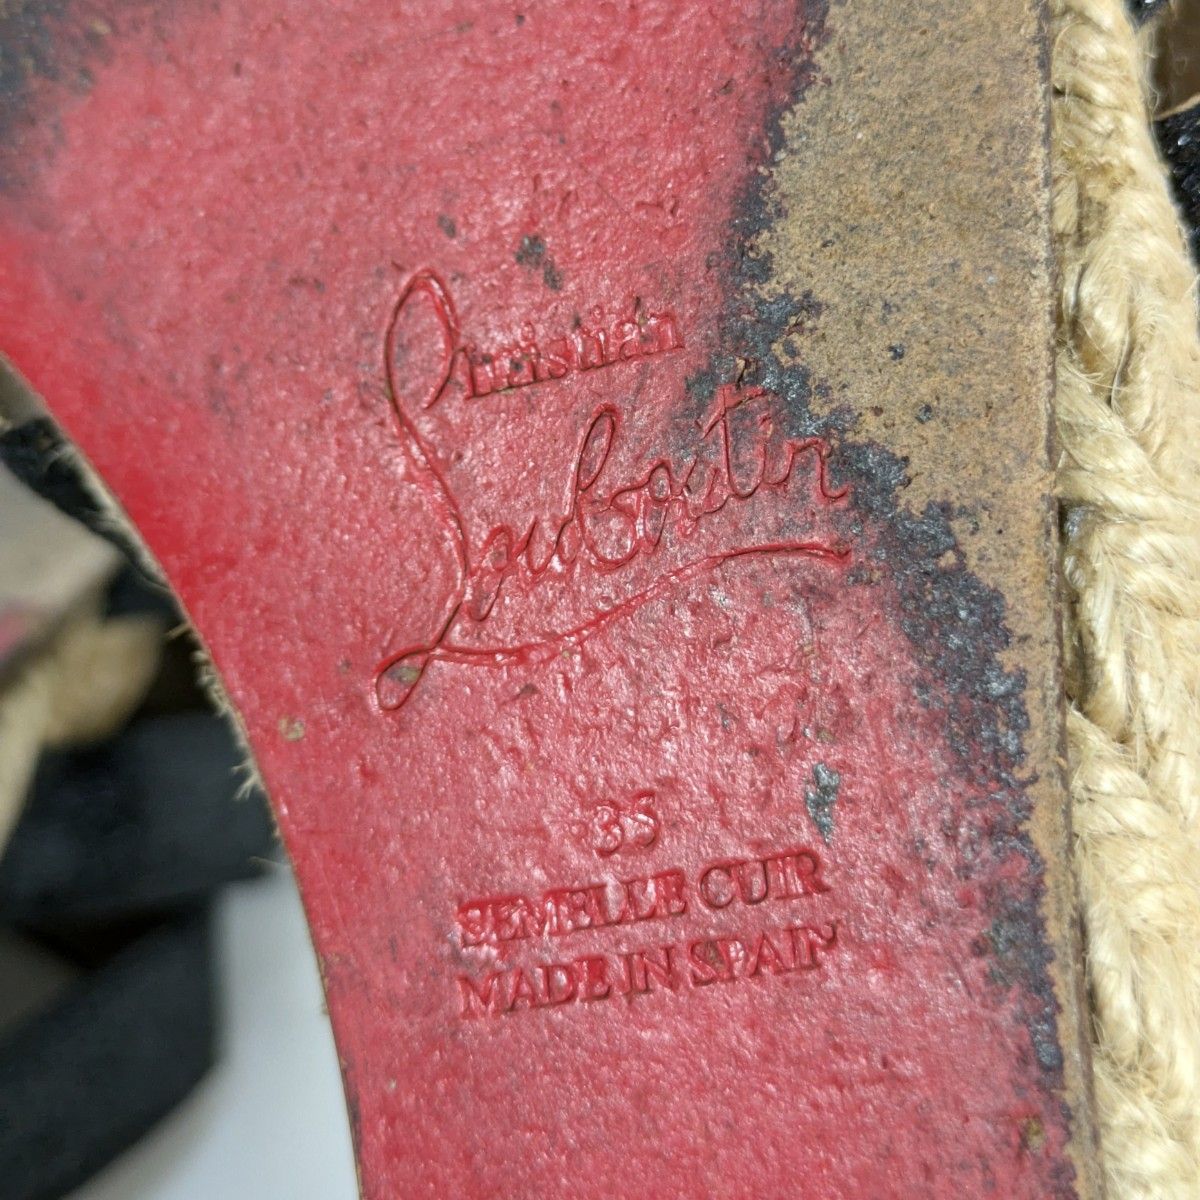 Christian
Louboutin
35
SEMELLE CUIR
MADE IN SPAIN